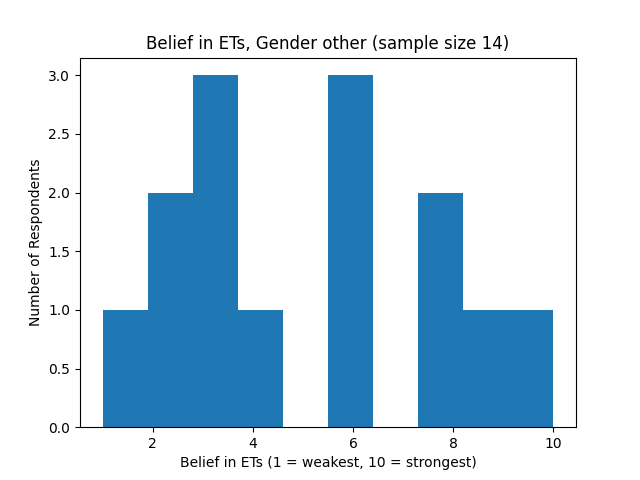 Belief in ETs, Gender other (sample size 14)
Number of Respondents
3.0
2.5
2.0
1.5
1.0
0.5
0.0
2 4 6 8 10
Belief in ETs (1 = weakest, 10 = strongest)